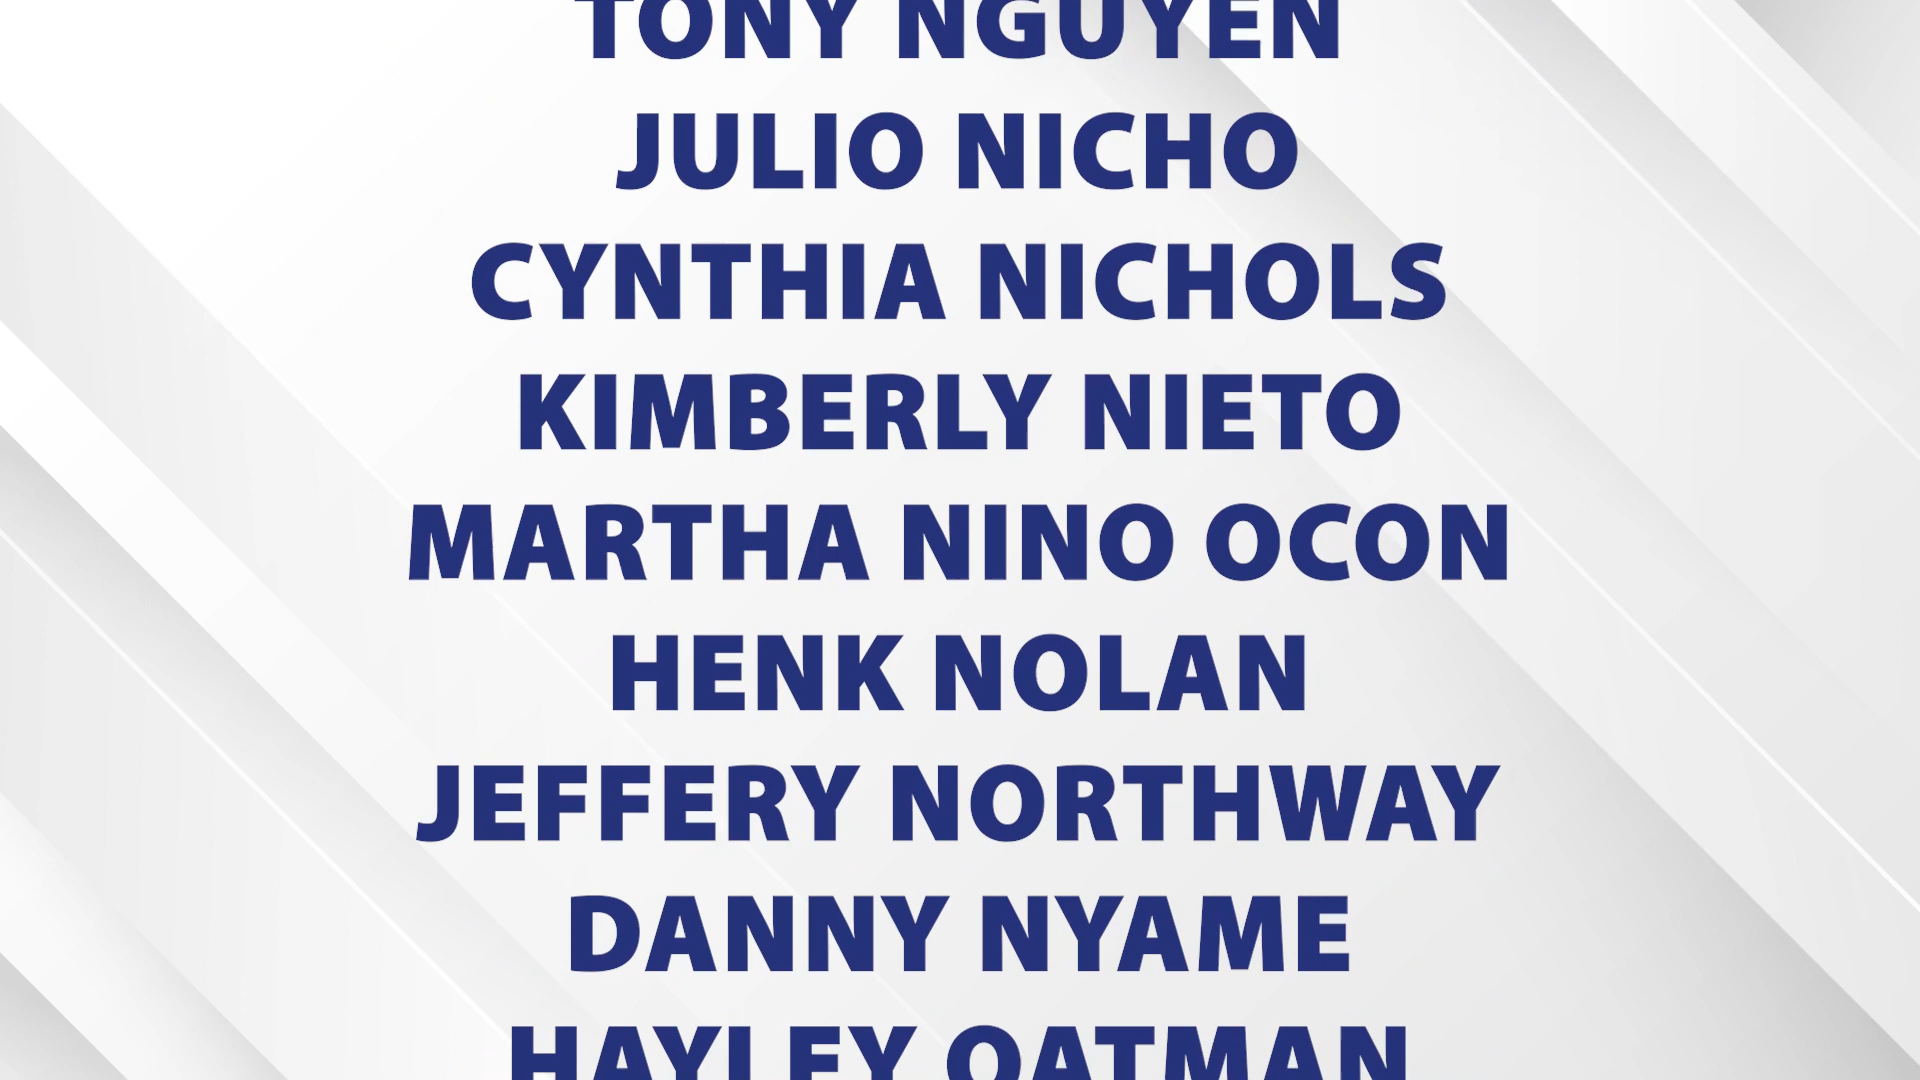 TONY NGUYEN
JULIO NICHO
CYNTHIA NICHOLS
KIMBERLY NIETO
MARTHA NINO OCON
HENK NOLAN
JEFFERY NORTHWAY
DANNY NYAME
HAYLEY OATMAN